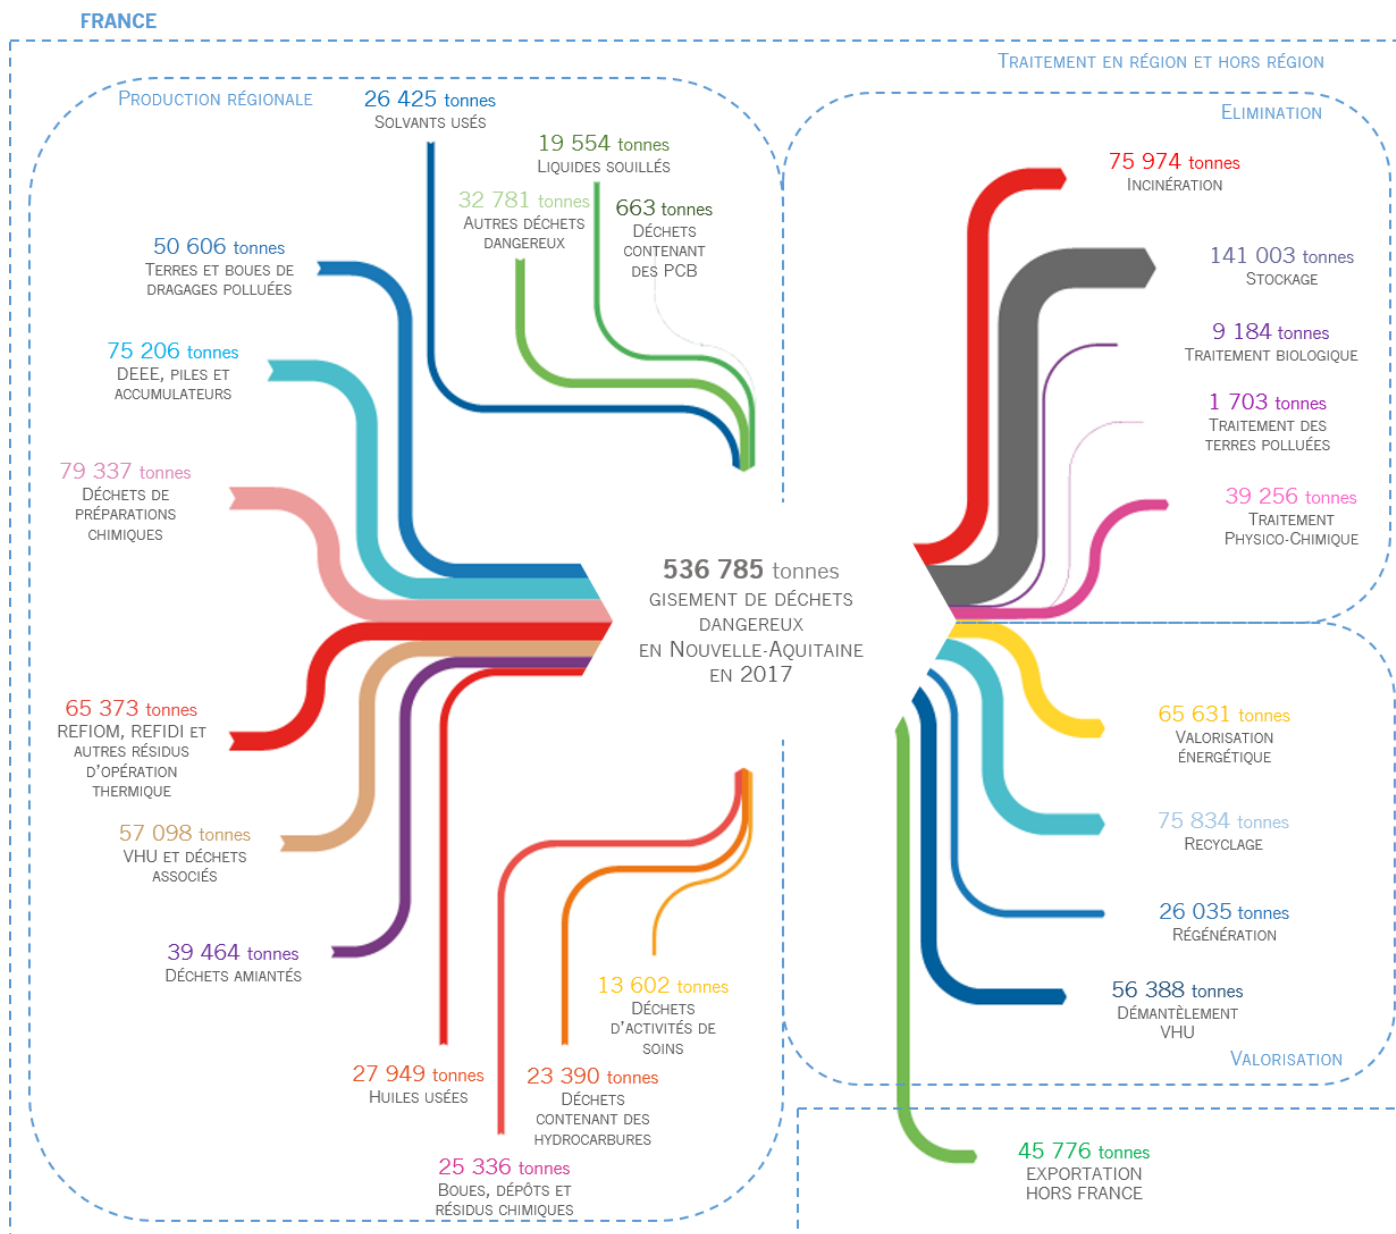 FRANCE
TRAITEMENT EN RÉGION ET HORS RÉGION
PRODUCTION RÉGIONALE
26 425 tonnes
SOLVANTS USÉS
19 554 tonnes
LIQUIDES SOUILLÉS
32 781 tonnes
AUTRES DÉCHETS
DANGEREUX
663 tonnes
DÉCHETS
CONTENANT
DES PCB
50 606 tonnes
TERRES ET BOUES DE
DRAGAGES POLLUÉES
75 206 tonnes
DEEE, PILES ET
ACCUMULATEURS
79 337 tonnes
DÉCHETS DE
PRÉPARATIONS
CHIMIQUES
65 373 tonnes
REFIOM, REFIDI ET
AUTRES RÉSIDUS
D'OPÉRATION
THERMIQUE
57 098 tonnes
VHU ET DÉCHETS
ASSOCIÉS
39 464 tonnes
DÉCHETS AMIANTÉS
27 949 tonnes
HUILES USÉES
25 336 tonnes
BOUES, DÉPÔTS ET
RÉSIDUS CHIMIQUES
23 390 tonnes
DÉCHETS
CONTENANT DES
HYDROCARBURES
13 602 tonnes
DÉCHETS
D'ACTIVITÉS DE
SOINS
536 785 tonnes
GISEMENT DE DÉCHETS
DANGEREUX
EN NOUVELLE-AQUITAINE
EN 2017
ELIMINATION
75 974 tonnes
INCINÉRATION
141 003 tonnes
STOCKAGE
9 184 tonnes
TRAITEMENT BIOLOGIQUE
1 703 tonnes
TRAITEMENT DES
TERRES POLLUÉES
39 256 tonnes
TRAITEMENT
PHYSICO-CHIMIQUE
65 631 tonnes
VALORISATION
ÉNERGÉTIQUE
75 834 tonnes
RECYCLAGE
26 035 tonnes
RÉGÉNÉRATION
56 388 tonnes
DÉMANTÈLEMENT
VHU
VALORISATION
45 776 tonnes
EXPORTATION
HORS FRANCE